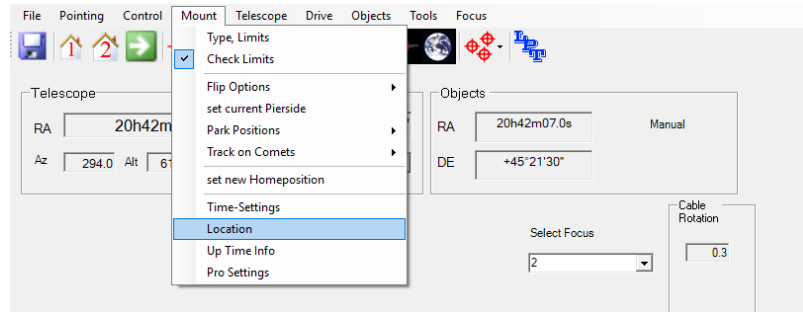 File Pointing Control Mount Telescope Drive Objects Tools Focus
1 2
Type, Limits
Check Limits
Flip Options
set current Pierside
Park Positions
Track on Comets
set new Homeposition
Time-Settings
Location
Up Time Info
Pro Settings
Telescope
RA 20h42m
Az 294.0 Alt 61
Objects
RA 20h42m07.0s Manual
DE +45°21'30"
Select Focus
2
Cable
Rotation
0.3